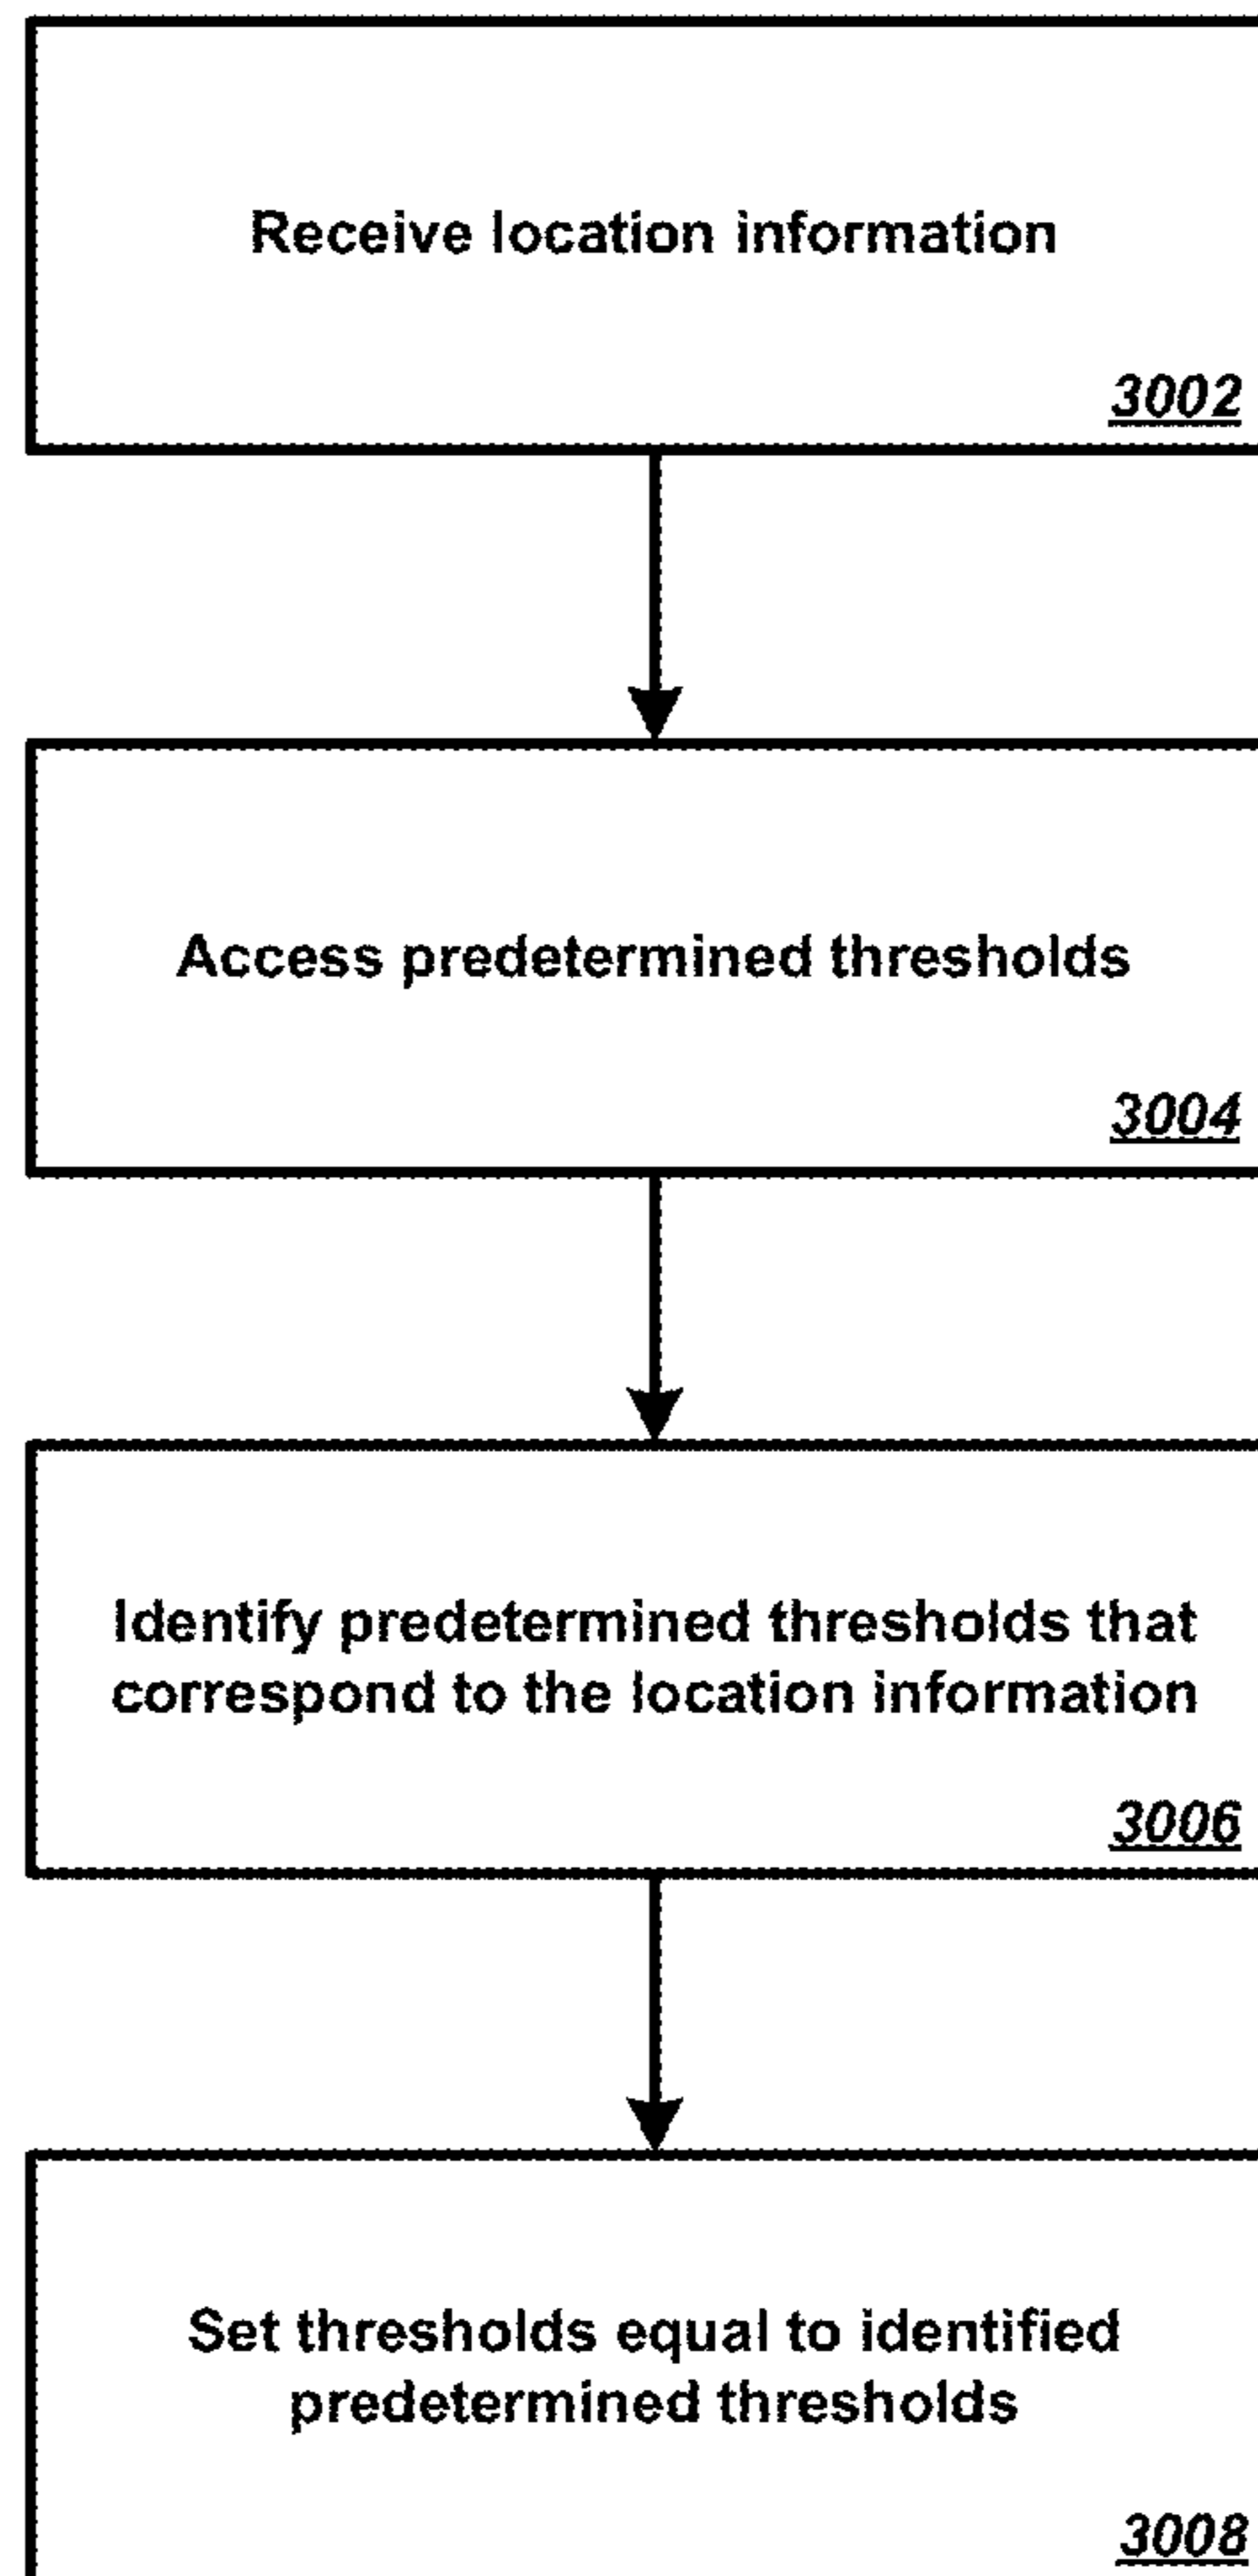 Receive location information
3002
Access predetermined thresholds
3004
Identify predetermined thresholds that
correspond to the location information
3006
Set thresholds equal to identified
predetermined thresholds
3008